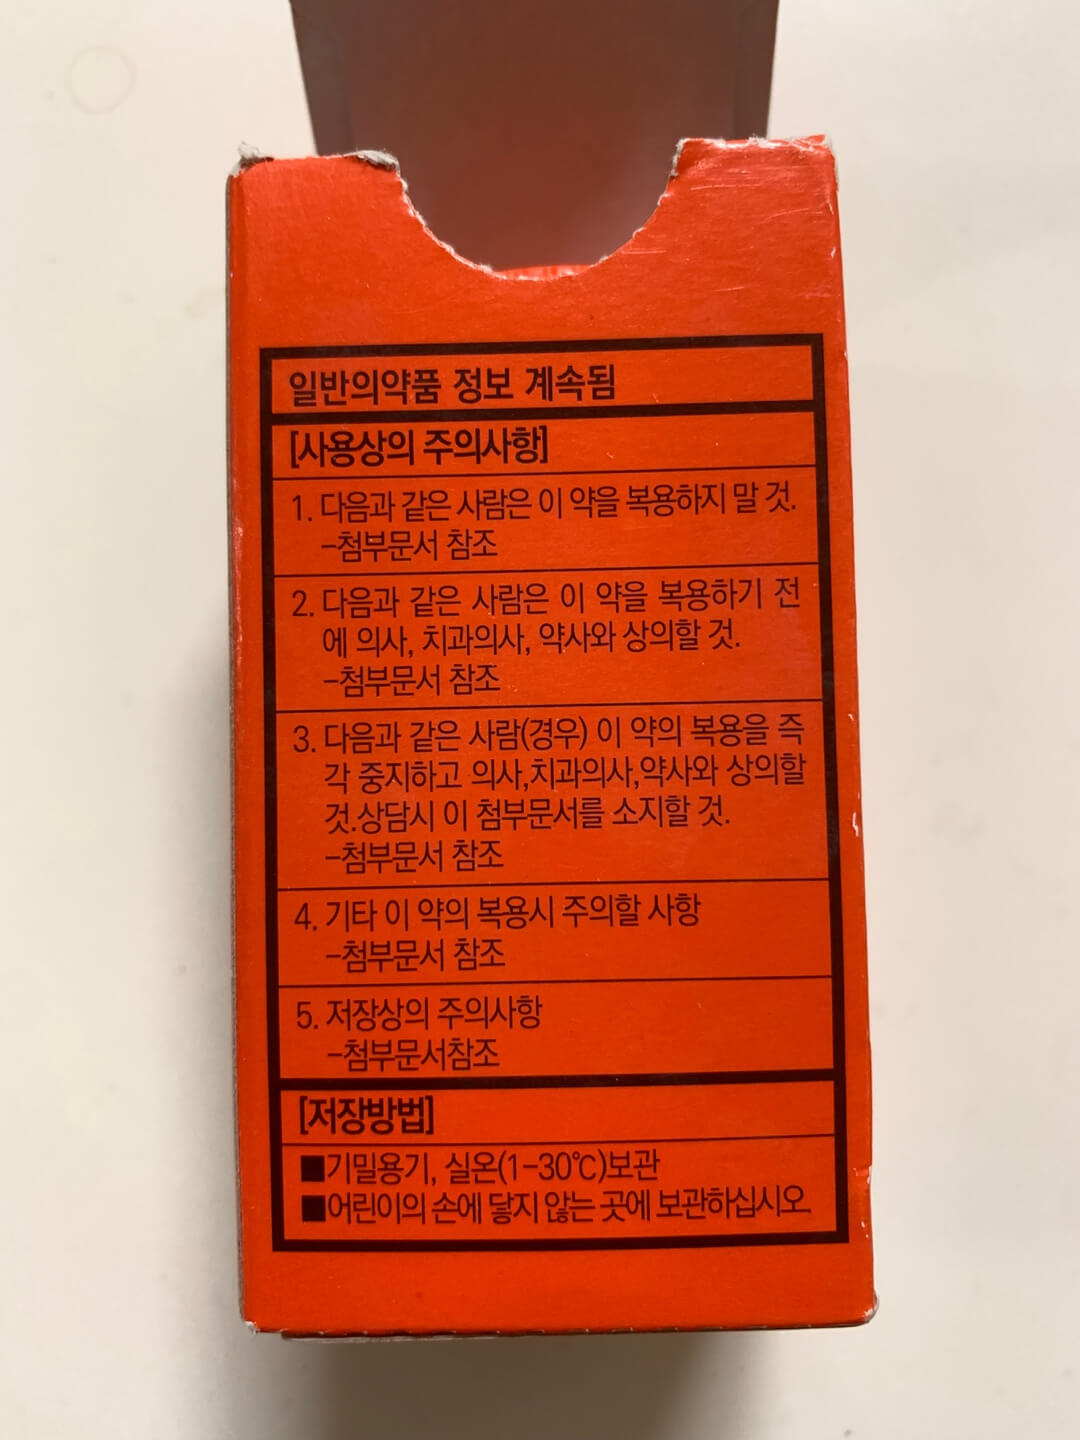 일반의약품 정보 계속됨
[사용상의 주의사항]
1. 다음과 같은 사람은 이 약을 복용하지 말 것.
-첨부문서 참조
2. 다음과 같은 사람은 이 약을 복용하기 전
에 의사, 치과의사, 약사와 상의할 것.
-첨부문서 참조
3. 다음과 같은 사람(경우) 이 약의 복용을 즉
각 중지하고 의사,치과의사,약사와 상의할
것.상담시 이 첨부문서를 소지할 것.
-첨부문서 참조
4. 기타 이 약의 복용시 주의할 사항
-첨부문서 참조
5. 저장상의 주의사항
-첨부문서참조
[저장방법]
■기밀용기, 실온(1-30℃)보관
■어린이의 손에 닿지 않는 곳에 보관하십시오.